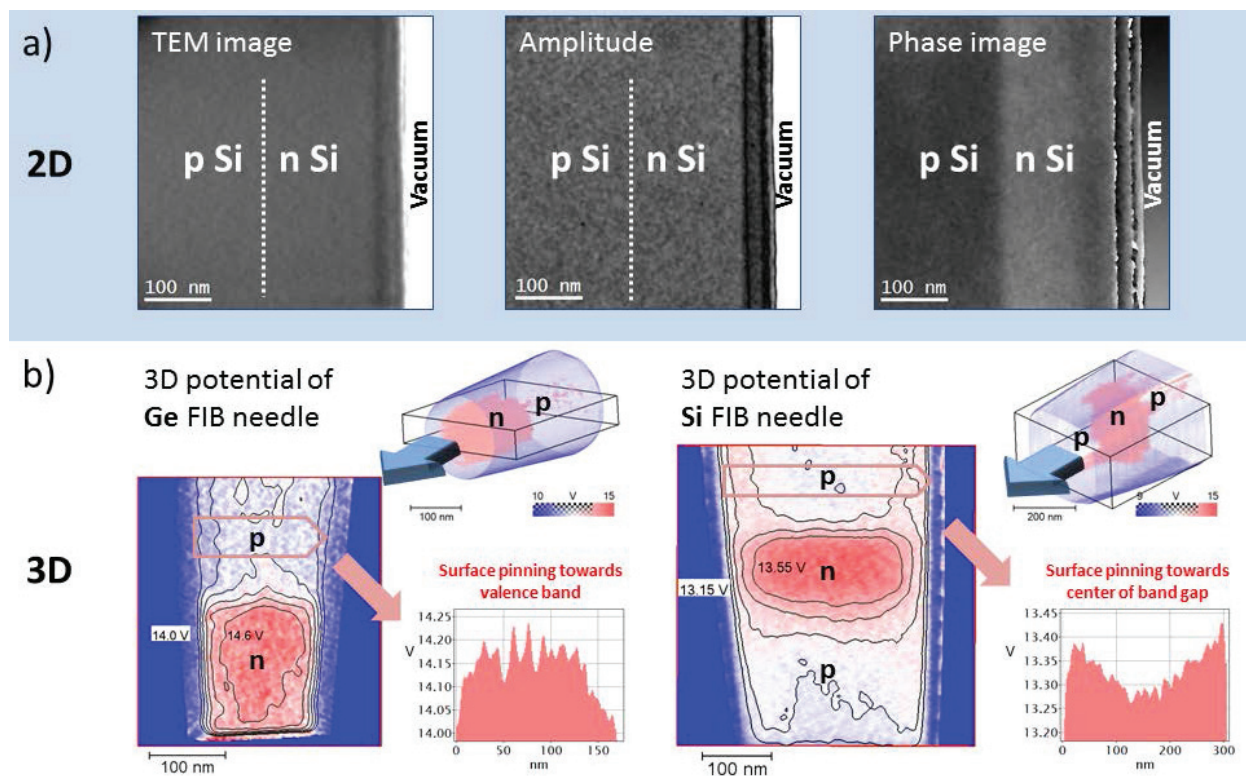 a)
2D
TEM image
p Si
n Si
Vacuum
100 nm
Amplitude
p Si
n Si
Vacuum
100 nm
Phase image
p Si
n Si
Vacuum
100 nm
b)
3D
3D potential of
Ge FIB needle
n
p
100 nm
10 V 15
p
14.0 V
14.6 V
n
100 nm
Surface pinning towards
valence band
14.25
14.20
V
14.15
14.10
14.05
14.00
0 50 100 150
nm
3D potential of
Si FIB needle
p
n
p
200 nm
9 V 15
p
13.55 V
n
13.15 V
p
100 nm
Surface pinning towards
center of band gap
13.45
13.40
V
13.35
13.30
13.25
13.20
0 100 200 300
nm